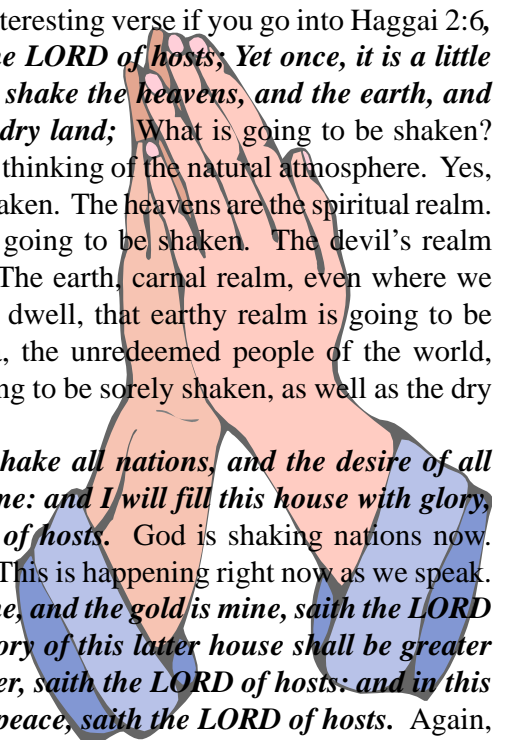 teresting verse if you go into Haggai 2:6,
e LORD of hosts; Yet once, it is a little
shake the heavens, and the earth, and
dry land; What is going to be shaken?
thinking of the natural atmosphere. Yes,
aken. The heavens are the spiritual realm.
going to be shaken. The devil's realm
The earth, carnal realm, even where we
dwell, that earthy realm is going to be
, the unredeemed people of the world,
ng to be sorely shaken, as well as the dry
hake all nations, and the desire of all
me: and I will fill this house with glory,
of hosts. God is shaking nations now.
This is happening right now as we speak.
ne, and the gold is mine, saith the LORD
ory of this latter house shall be greater
er, saith the LORD of hosts: and in this
peace, saith the LORD of hosts. Again,